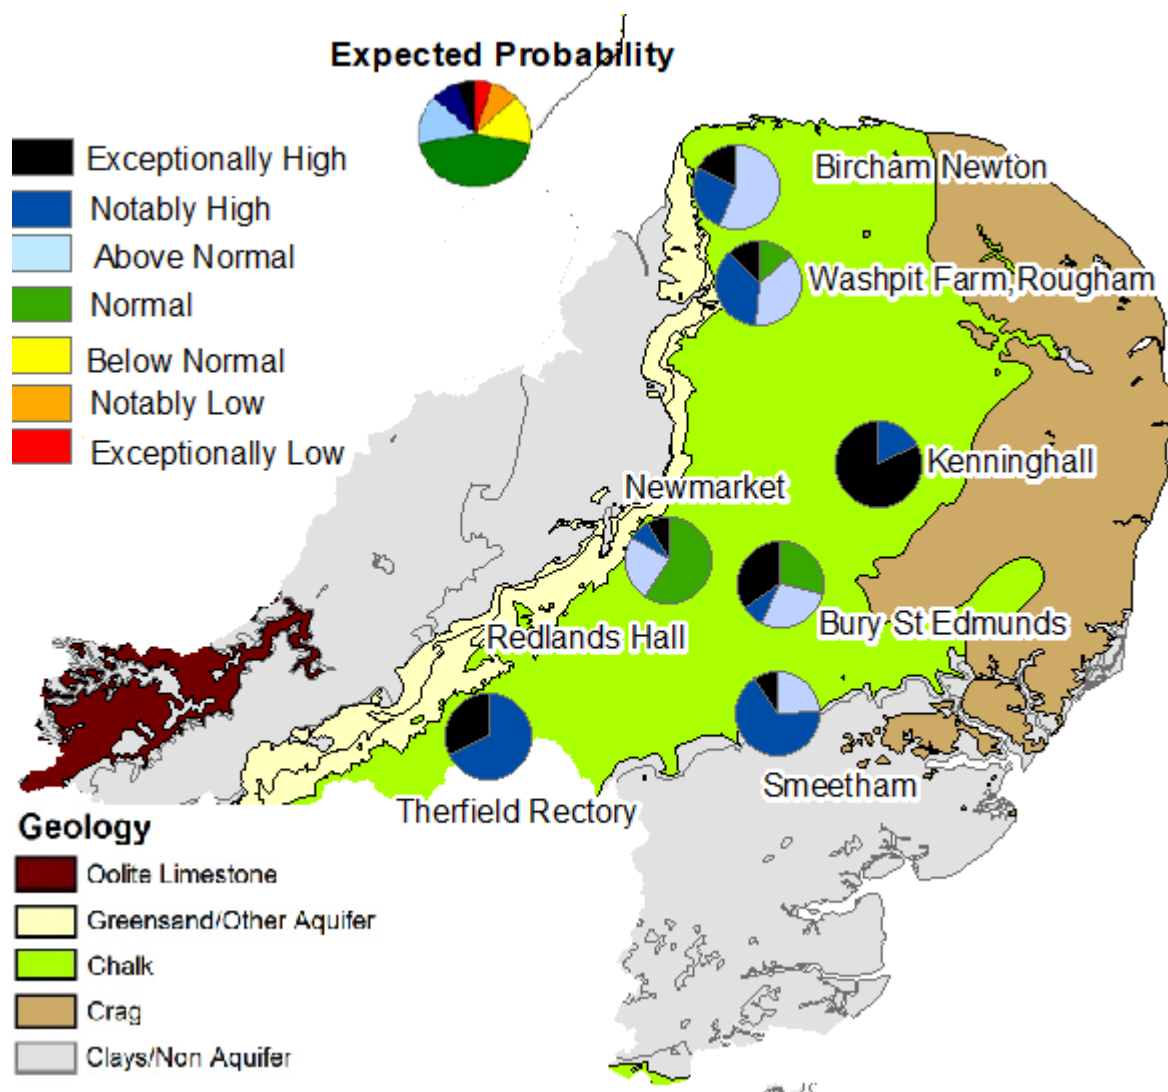 Expected Probability
Exceptionally High
Notably High
Above Normal
Normal
Below Normal
Notably Low
Exceptionally Low
Bircham Newton
Washpit Farm,Rougham
Kenninghall
Newmarket
Bury St Edmunds
Redlands Hall
Smeetham
Therfield Rectory
Geology
Oolite Limestone
Greensand/Other Aquifer
Chalk
Crag
Clays/Non Aquifer